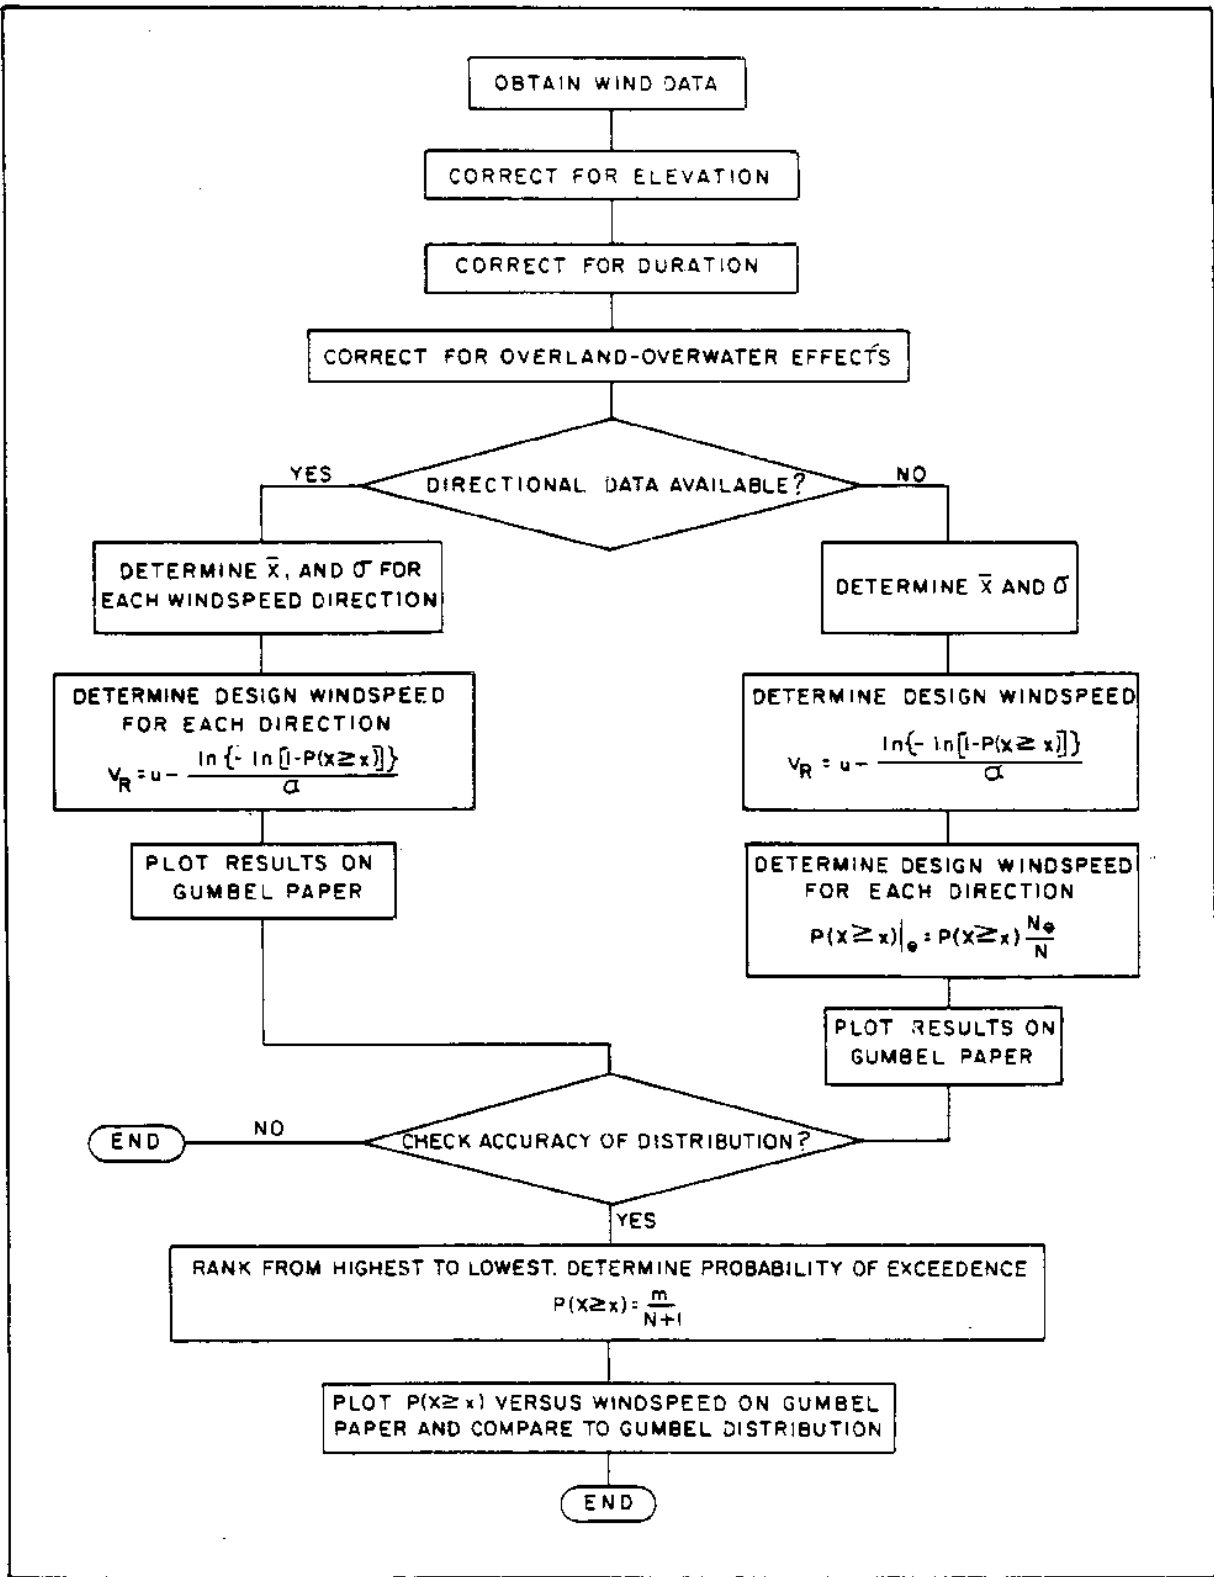 OBTAIN WIND DATA
CORRECT FOR ELEVATION
CORRECT FOR DURATION
CORRECT FOR OVERLAND-OVERWATER EFFECTS
DIRECTIONAL DATA AVAILABLE?
YES
NO
DETERMINE x̄, AND σ FOR
EACH WINDSPEED DIRECTION
DETERMINE DESIGN WINDSPEED
FOR EACH DIRECTION
V_R = u - ln{- ln[1-P(X≥x)]} / α
PLOT RESULTS ON
GUMBEL PAPER
DETERMINE x̄ AND σ
DETERMINE DESIGN WINDSPEED
V_R = u - ln{- ln[1-P(X≥x)]} / α
DETERMINE DESIGN WINDSPEED
FOR EACH DIRECTION
P(X≥x)|θ = P(X≥x) Nθ/N
PLOT RESULTS ON
GUMBEL PAPER
CHECK ACCURACY OF DISTRIBUTION?
NO
END
YES
RANK FROM HIGHEST TO LOWEST. DETERMINE PROBABILITY OF EXCEEDENCE
P(X≥x) = m/N+1
PLOT P(X≥x) VERSUS WINDSPEED ON GUMBEL
PAPER AND COMPARE TO GUMBEL DISTRIBUTION
END